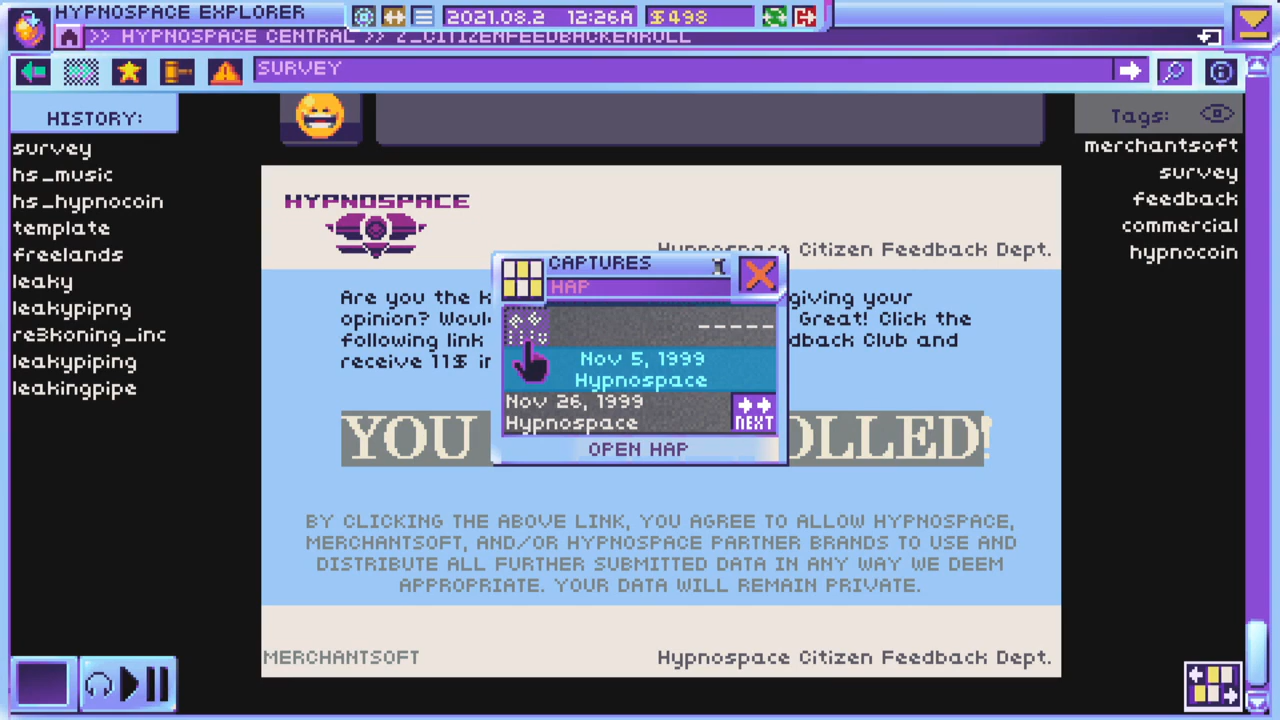 HYPNOSPACE EXPLORER
2021.08.2 12:26A
498
>> HYPNOSPACE CENTRAL >> Z_CITIZENFEEDBACKENROLL
SURVEY
HISTORY:
survey
hs_music
hs_hypnocoin
template
freelands
leaky
leakypipng
re3koning_inc
leakypiping
leakingpipe
Tags:
merchantsoft
survey
feedback
commercial
hypnocoin
HYPNOSPACE
Hypnospace Citizen Feedback Dept.
Are you the giving your
opinion? Great! Click the
following link dback Club and
receive 11$
YOU OLLED!
CAPTURES
HAP
-----
Nov 5, 1999
Hypnospace
Nov 26, 1999
Hypnospace
NEXT
OPEN HAP
BY CLICKING THE ABOVE LINK, YOU AGREE TO ALLOW HYPNOSPACE,
MERCHANTSOFT, AND/OR HYPNOSPACE PARTNER BRANDS TO USE AND
DISTRIBUTE ALL FURTHER SUBMITTED DATA IN ANY WAY WE DEEM
APPROPRIATE. YOUR DATA WILL REMAIN PRIVATE.
MERCHANTSOFT
Hypnospace Citizen Feedback Dept.